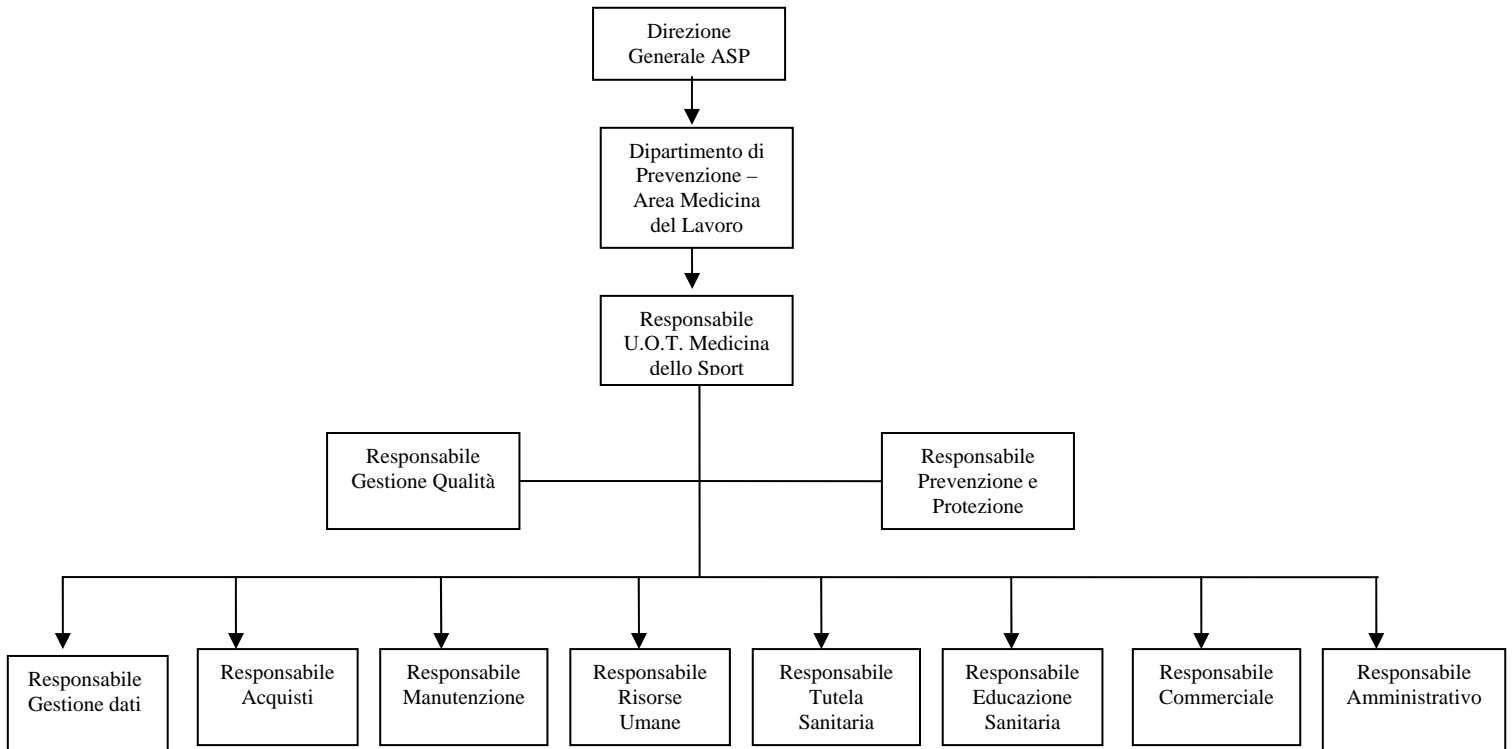 Direzione
Generale ASP
Dipartimento di
Prevenzione –
Area Medicina
del Lavoro
Responsabile
U.O.T. Medicina
dello Sport
Responsabile
Gestione Qualità
Responsabile
Prevenzione e
Protezione
Responsabile
Gestione dati
Responsabile
Acquisti
Responsabile
Manutenzione
Responsabile
Risorse
Umane
Responsabile
Tutela
Sanitaria
Responsabile
Educazione
Sanitaria
Responsabile
Commerciale
Responsabile
Amministrativo